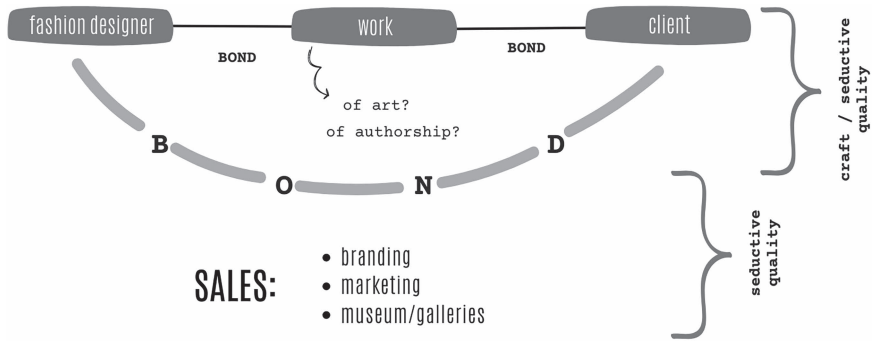 fashion designer
work
client
BOND
BOND
of art?
of authorship?
B O N D
craft / seductive
quality
SALES:
• branding
• marketing
• museum/galleries
seductive
quality